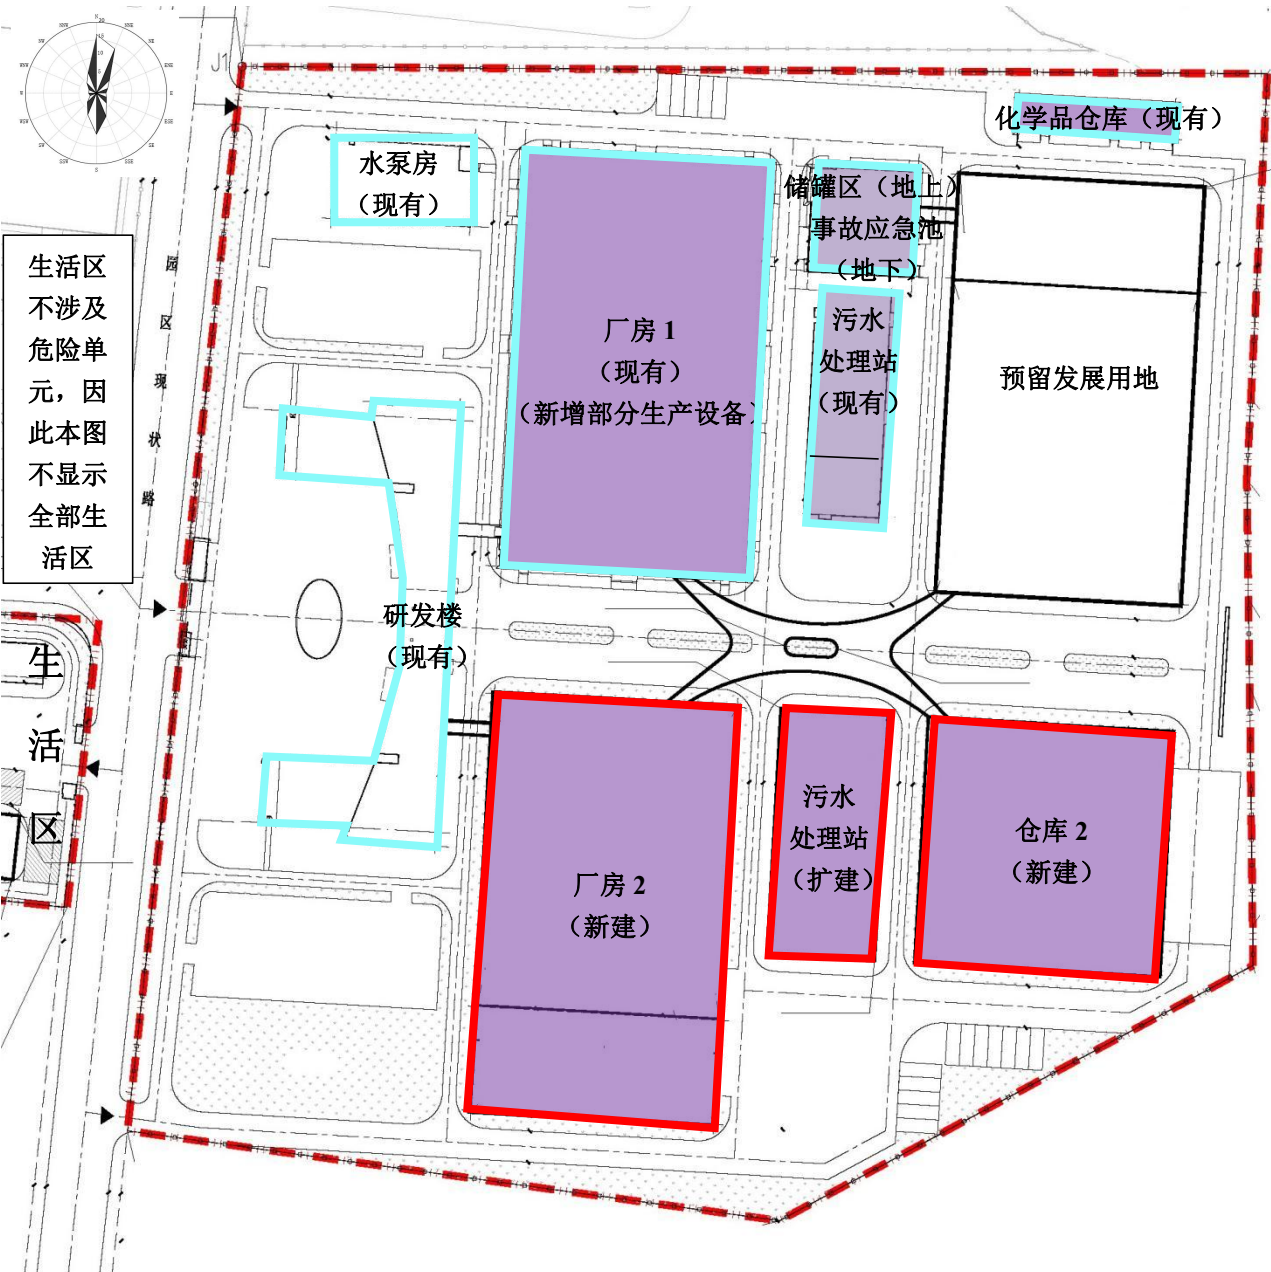 N
J1
化学品仓库（现有）
水泵房
（现有）
储罐区（地上）
事故应急池
（地下）
生活区
不涉及
危险单
元，因
此本图
不显示
全部生
活区
园
区
现
状
路
厂房 1
（现有）
（新增部分生产设备）
污水
处理站
（现有）
预留发展用地
研发楼
（现有）
生
活
区
污水
处理站
（扩建）
仓库 2
（新建）
厂房 2
（新建）